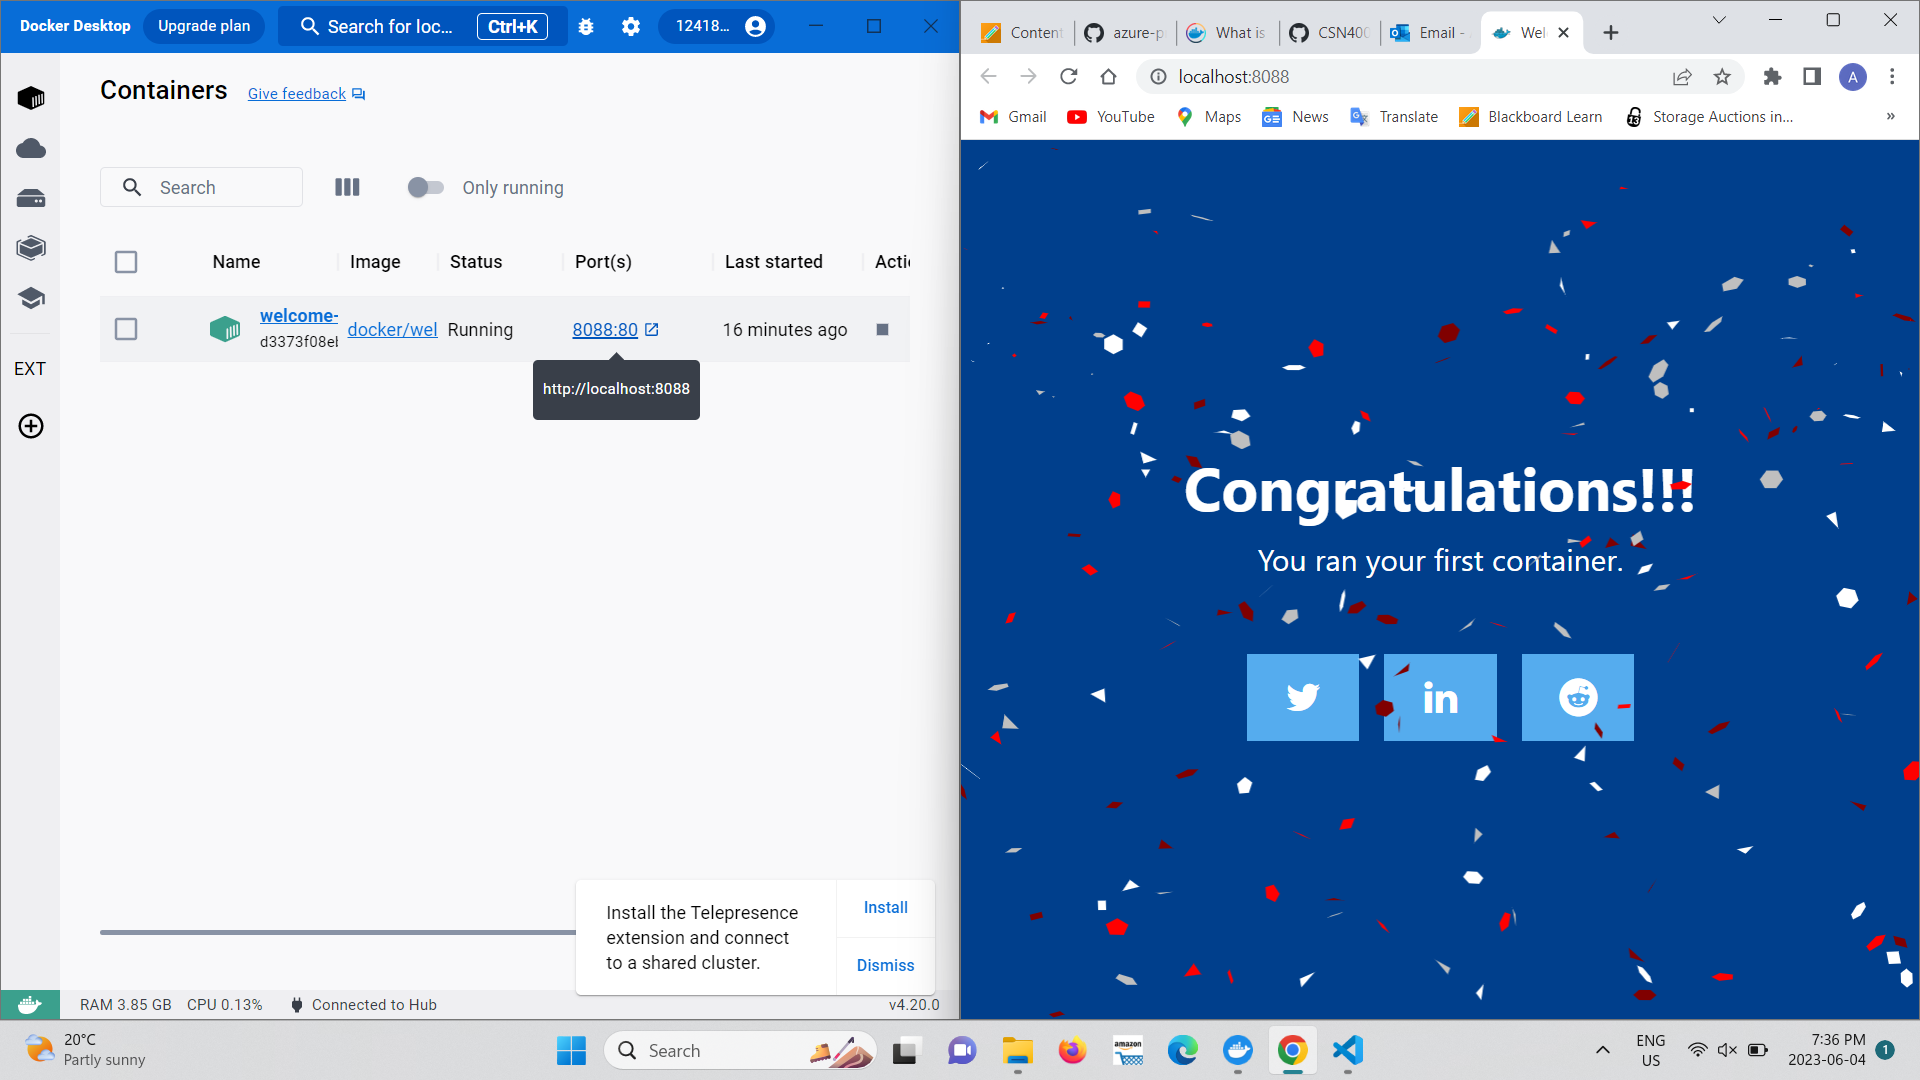 Docker Desktop
Upgrade plan
Search for loc...
Ctrl+K
12418...
Containers
Give feedback
Search
Only running
Name
Image
Status
Port(s)
Last started
Actio
welcome-
docker/wel
Running
8088:80
16 minutes ago
d3373f08eb
http://localhost:8088
EXT
Install the Telepresence
extension and connect
to a shared cluster.
Install
Dismiss
RAM 3.85 GB
CPU 0.13%
Connected to Hub
v4.20.0
Content
azure-p
What is
CSN400
Email -
Wel
localhost:8088
A
Gmail
YouTube
Maps
News
Translate
Blackboard Learn
Storage Auctions in...
»
Congratulations!!!
You ran your first container.
in
20°C
Partly sunny
Search
amazon
ENG
US
7:36 PM
2023-06-04
1